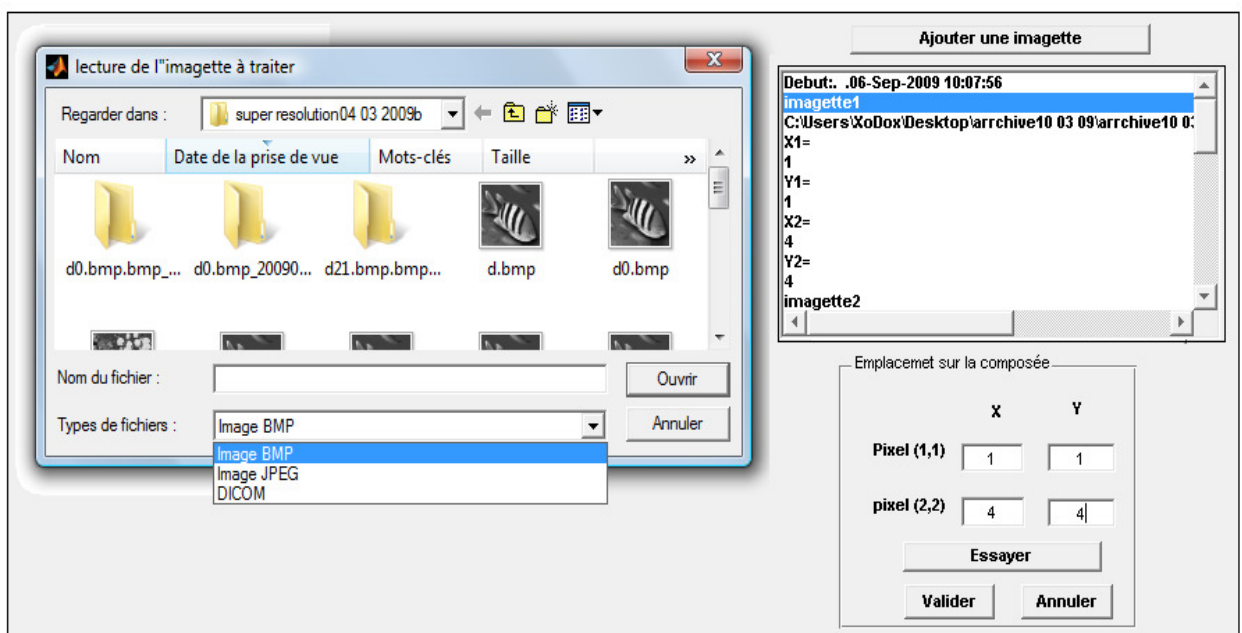 lecture de l"imagette à traiter
Regarder dans :
super resolution04 03 2009b
Nom Date de la prise de vue Mots-clés Taille »
d0.bmp.bmp_... d0.bmp_20090... d21.bmp.bmp... d.bmp d0.bmp
Nom du fichier :
Ouvrir
Types de fichiers :
Image BMP
Annuler
Image BMP
Image JPEG
DICOM
Ajouter une imagette
Debut:. .06-Sep-2009 10:07:56
imagette1
C:\Users\XoDox\Desktop\arrchive10 03 09\arrchive10 0
X1=
1
Y1=
1
X2=
4
Y2=
4
imagette2
Emplacemet sur la composée
X Y
Pixel (1,1) 1 1
pixel (2,2) 4 4
Essayer
Valider Annuler